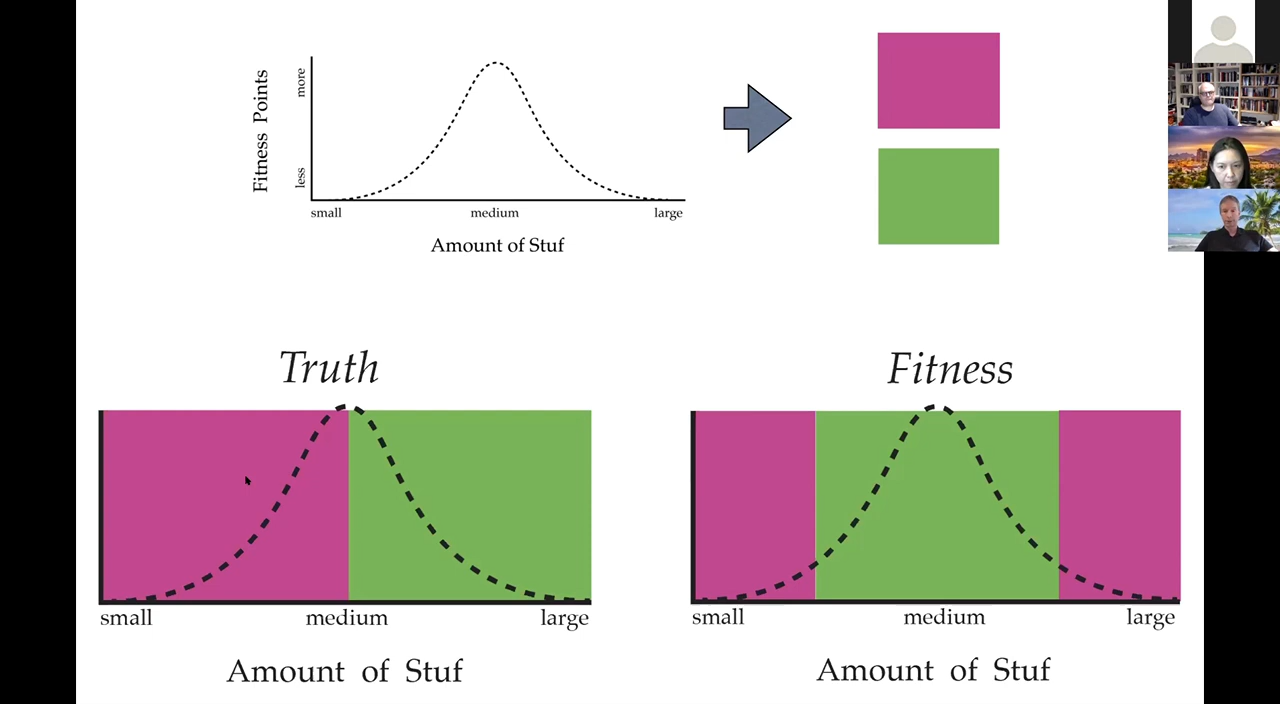 Fitness Points
more
less
small medium large
Amount of Stuf
Truth
Fitness
small medium large
small medium large
Amount of Stuf
Amount of Stuf